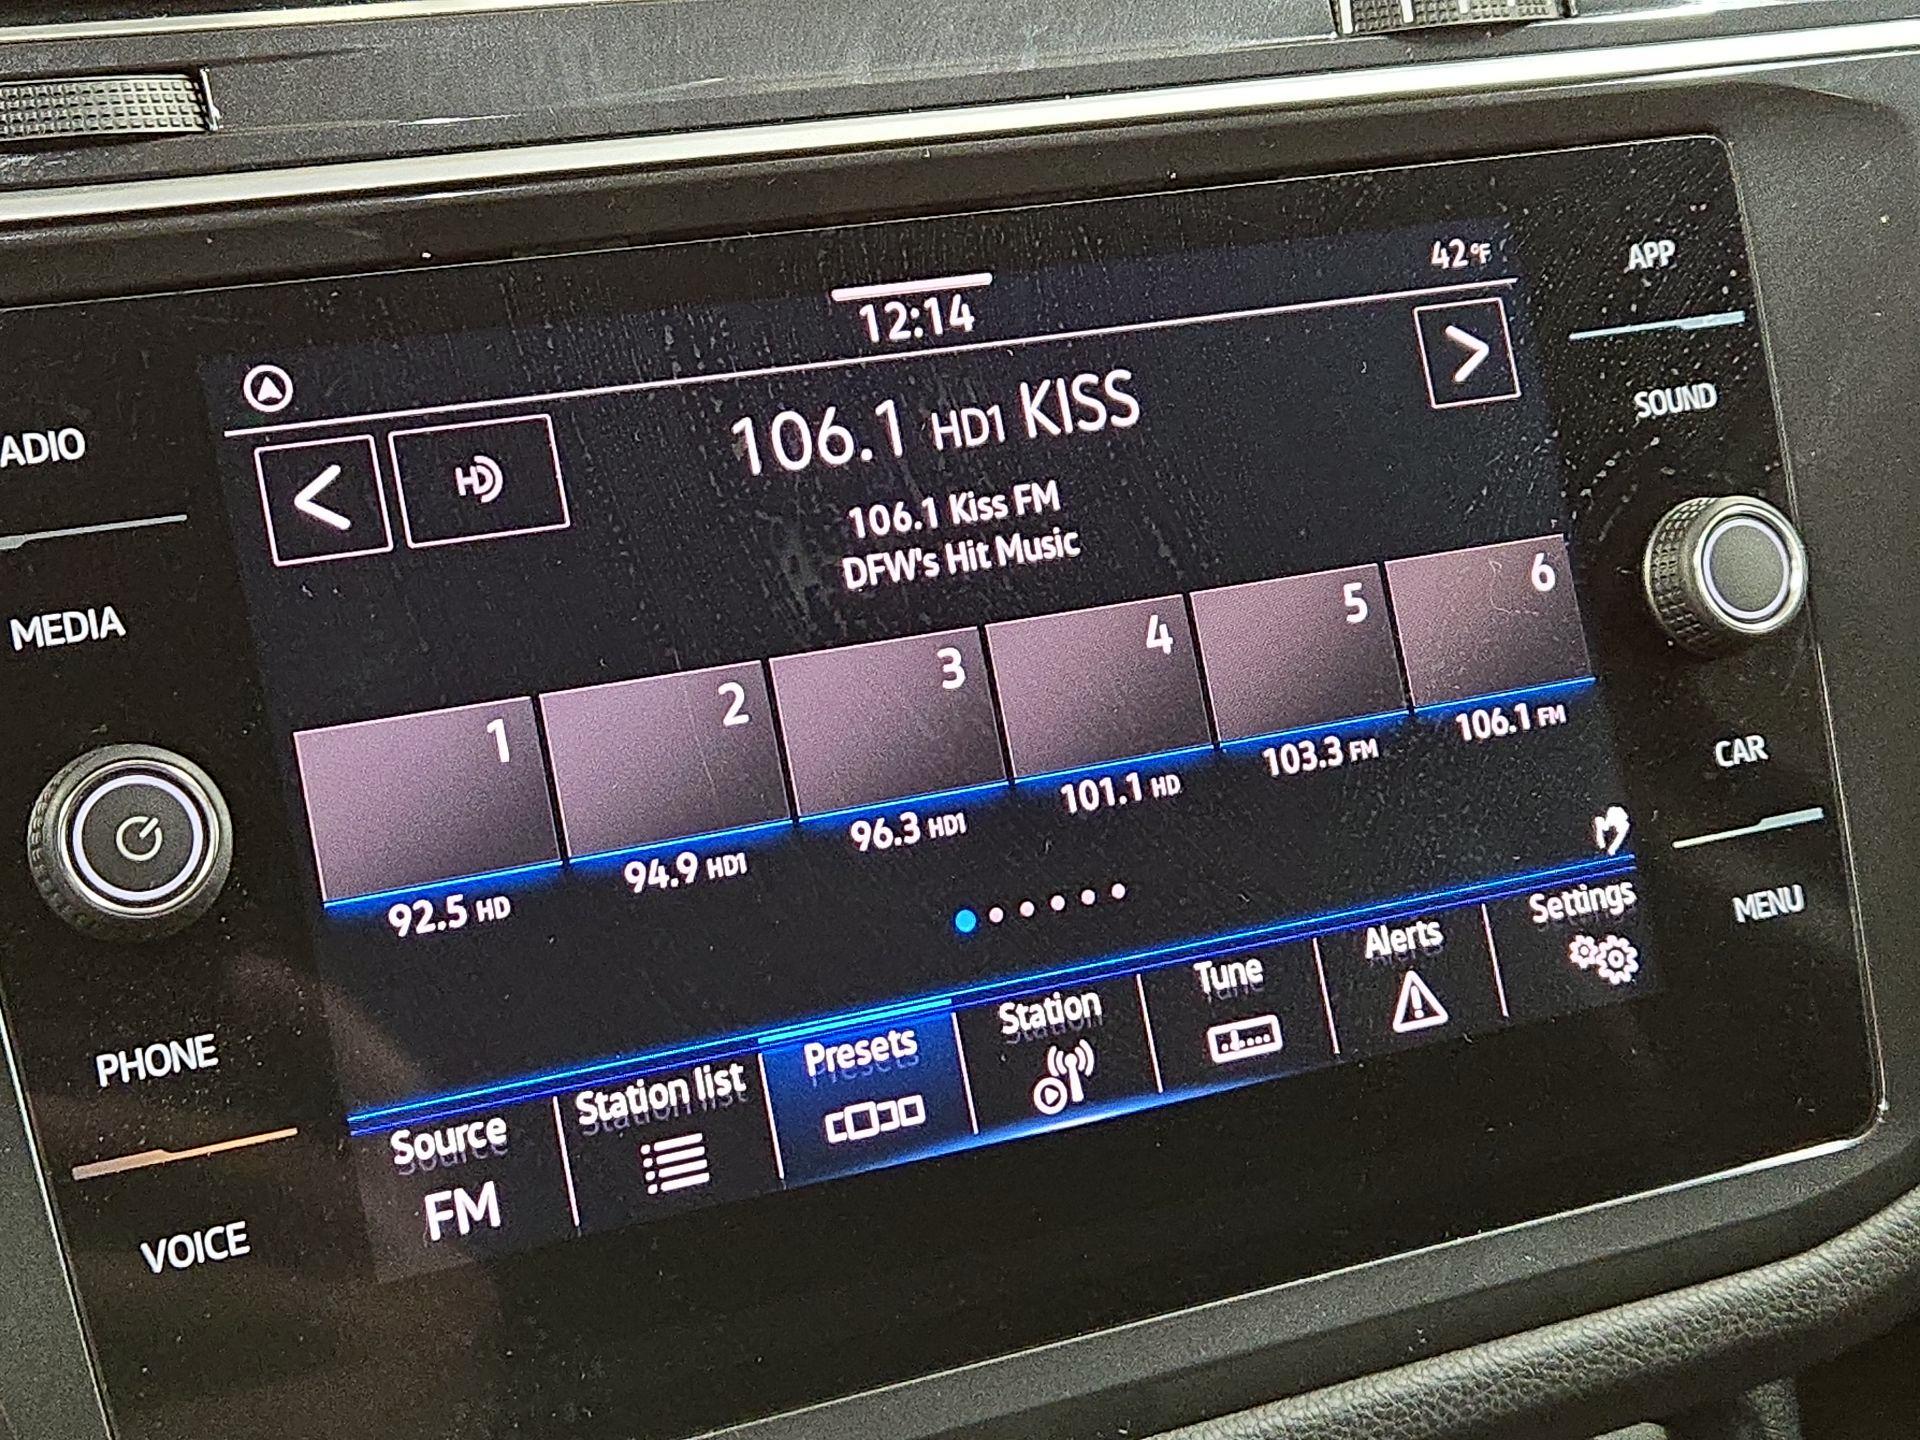 42°F
12:14
APP
106.1 HD1 KISS
HD
106.1 Kiss FM
DFW's Hit Music
ADIO
SOUND
MEDIA
1
2
3
4
5
6
92.5 HD
94.9 HD1
96.3 HD1
101.1 HD
103.3 FM
106.1 FM
CAR
MENU
PHONE
VOICE
Source
FM
Station list
Presets
Station
Tune
Alerts
Settings